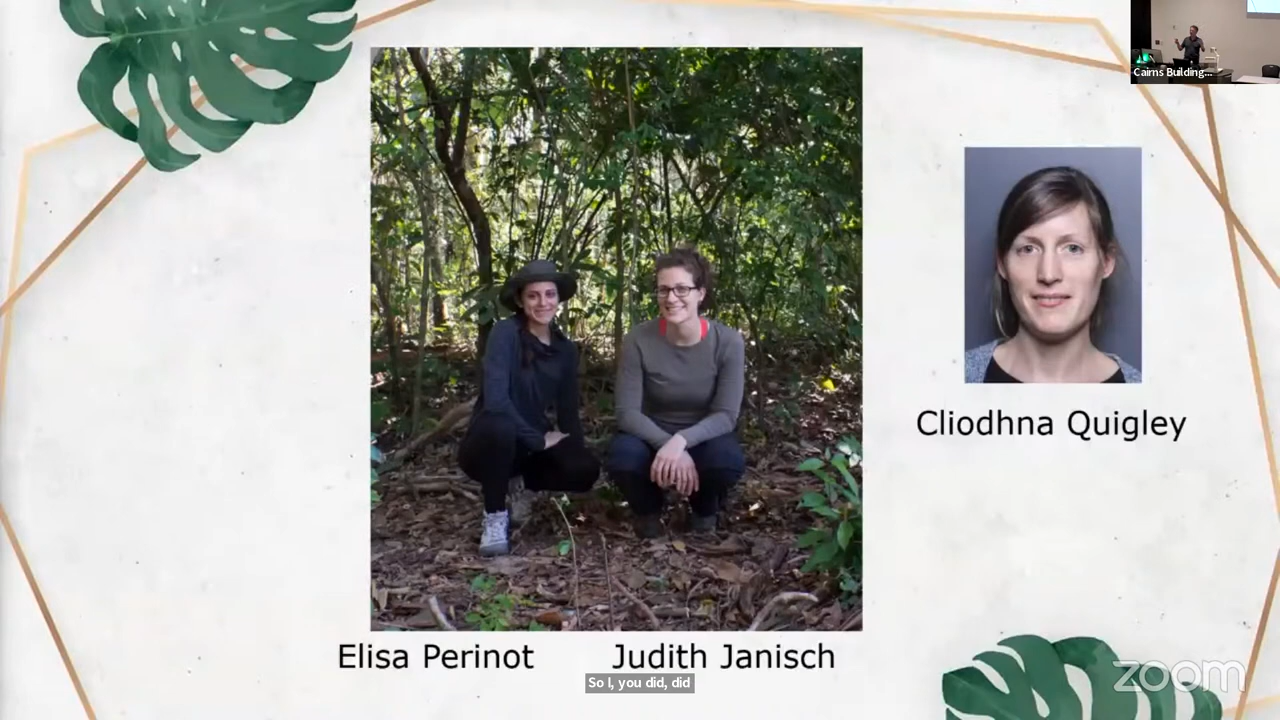 Cairns Building...
Cliodhna Quigley
Elisa Perinot Judith Janisch
So I, you did, did
zoom